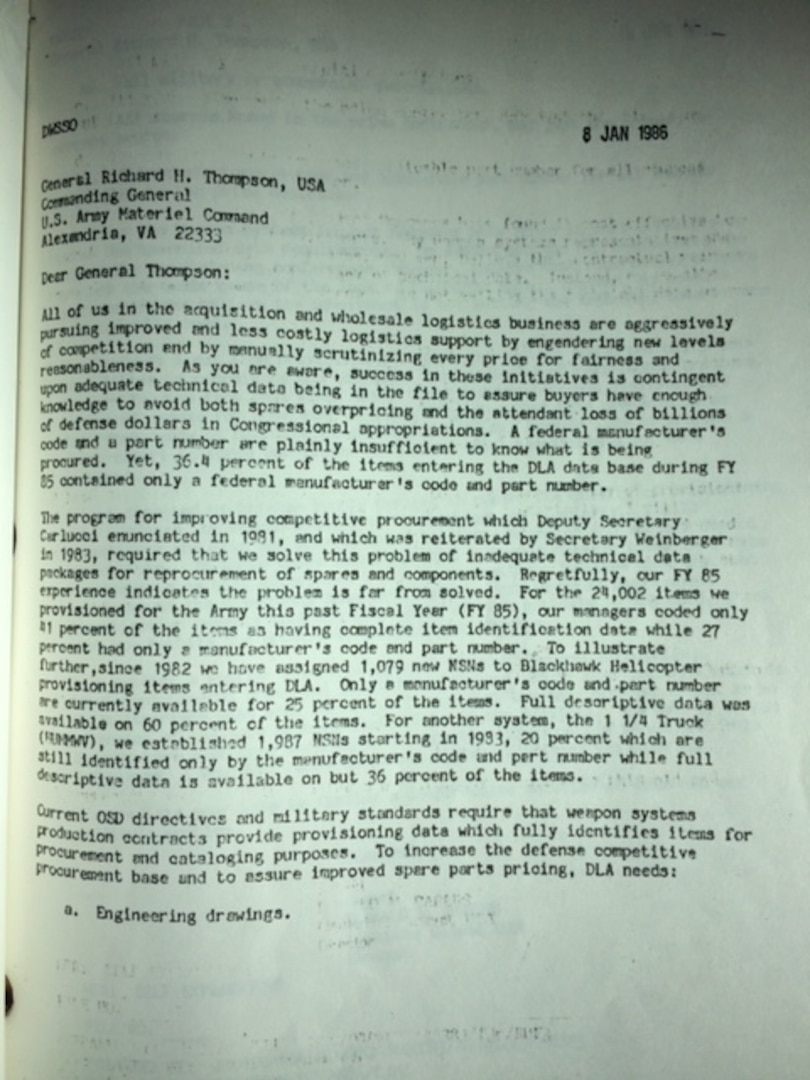 DWSSO
8 JAN 1986
General Richard H. Thompson, USA
Commanding General
U.S. Army Materiel Command
Alexandria, VA 22333
Dear General Thompson:
All of us in the acquisition and wholesale logistics business are aggressively
pursuing improved and less costly logistics support by engendering new levels
of competition and by manually scrutinizing every price for fairness and
reasonableness. As you are aware, success in these initiatives is contingent
upon adequate technical data being in the file to assure buyers have enough
knowledge to avoid both spares overpricing and the attendant loss of billions
of defense dollars in Congressional appropriations. A federal manufacturer's
code and a part number are plainly insufficient to know what is being
procured. Yet, 36.4 percent of the items entering the DLA data base during FY
85 contained only a federal manufacturer's code and part number.
The program for improving competitive procurement which Deputy Secretary
Carlucci enunciated in 1981, and which was reiterated by Secretary Weinberger
in 1983, required that we solve this problem of inadequate technical data
packages for reprocurement of spares and components. Regretfully, our FY 85
experience indicates the problem is far from solved. For the 24,002 items we
provisioned for the Army this past Fiscal Year (FY 85), our managers coded only
41 percent of the items as having complete item identification data while 27
percent had only a manufacturer's code and part number. To illustrate
further,since 1982 we have assigned 1,079 new NSNs to Blackhawk Helicopter
provisioning items entering DLA. Only a manufacturer's code and part number
are currently available for 25 percent of the items. Full descriptive data was
available on 60 percent of the items. For another system, the 1 1/4 Truck
(HUMMWV), we established 1,987 NSNs starting in 1983, 20 percent which are
still identified only by the manufacturer's code and part number while full
descriptive data is available on but 36 percent of the items.
Current OSD directives and military standards require that weapon systems
production contracts provide provisioning data which fully identifies items for
procurement and cataloging purposes. To increase the defense competitive
procurement base and to assure improved spare parts pricing, DLA needs:
a. Engineering drawings.